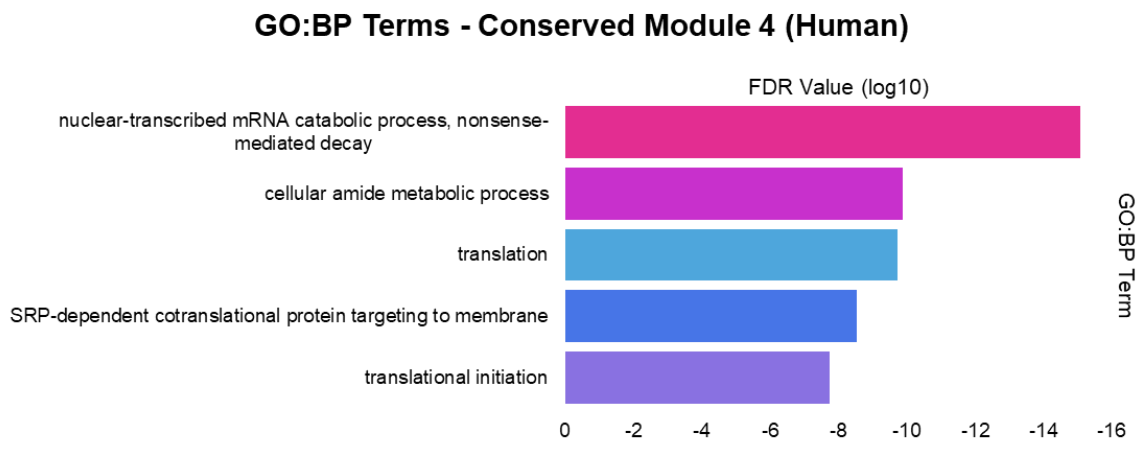 GO:BP Terms - Conserved Module 4 (Human)
FDR Value (log10)
nuclear-transcribed mRNA catabolic process, nonsense-
mediated decay
cellular amide metabolic process
translation
SRP-dependent cotranslational protein targeting to membrane
translational initiation
GO:BP Term
0 -2 -4 -6 -8 -10 -12 -14 -16